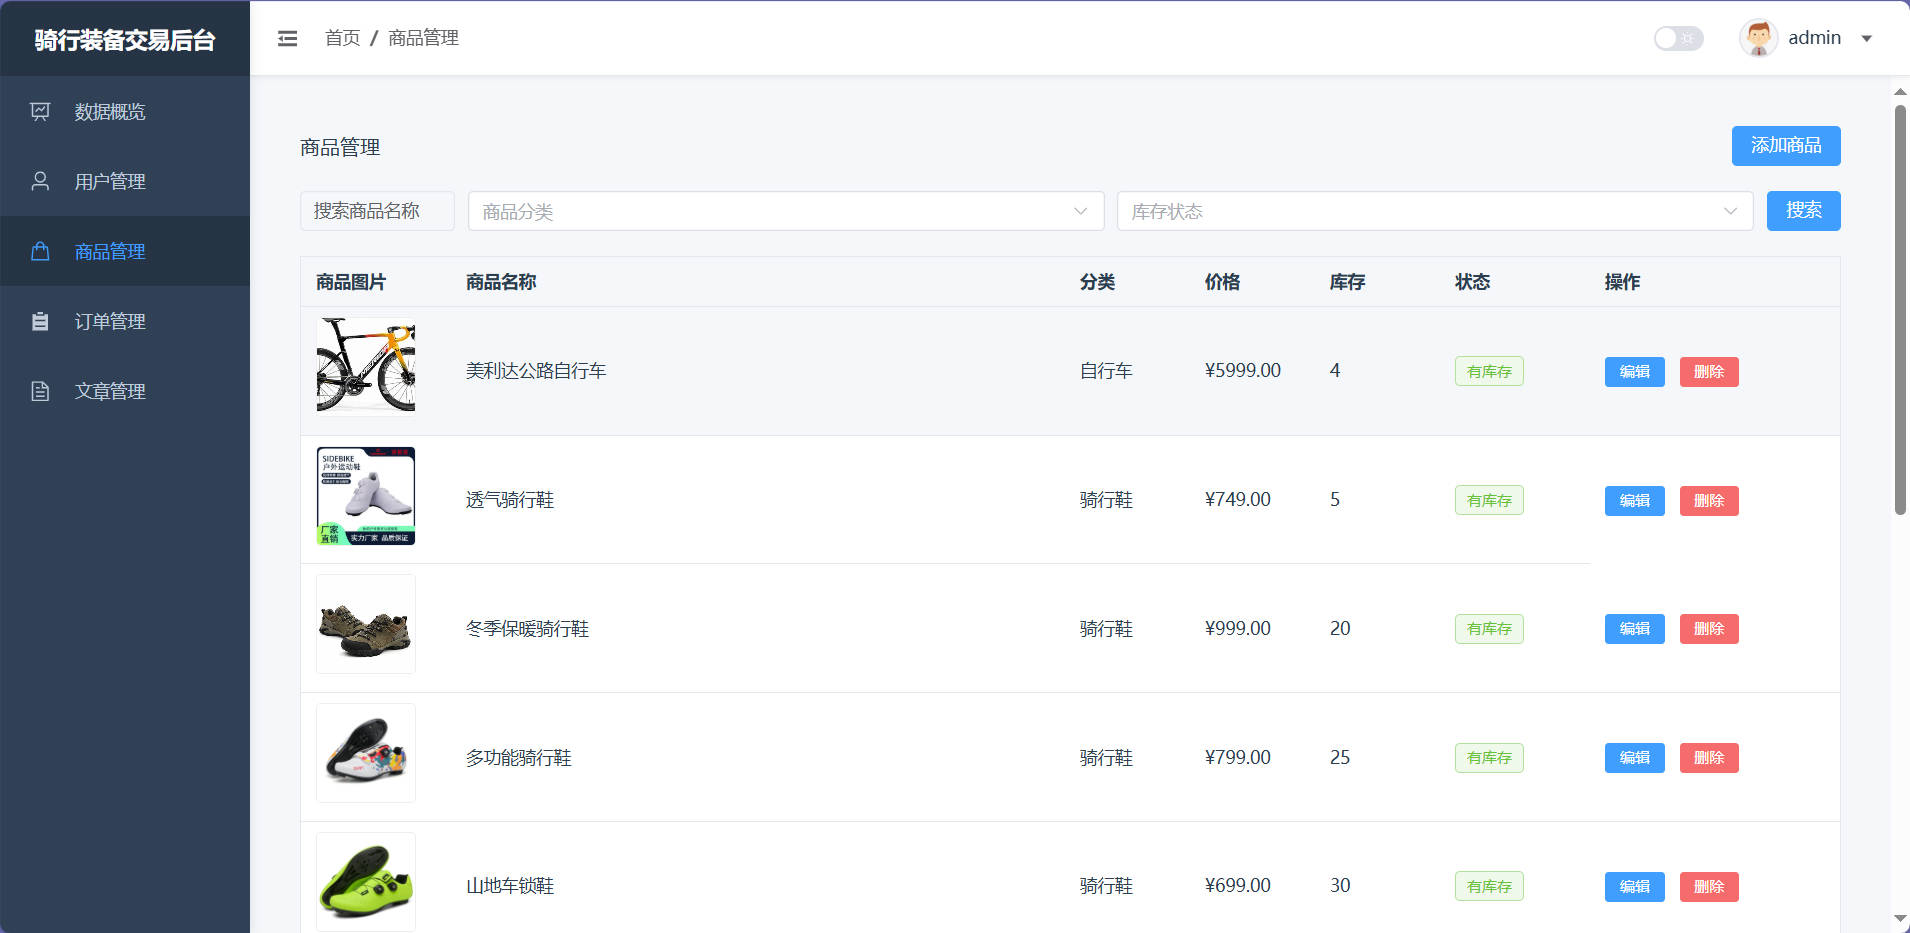 骑行装备交易后台
首页 / 商品管理
admin
数据概览
用户管理
商品管理
订单管理
文章管理
商品管理
添加商品
搜索商品名称
商品分类
库存状态
搜索
商品图片 商品名称 分类 价格 库存 状态 操作
美利达公路自行车 自行车 ¥5999.00 4 有库存 编辑 删除
SIDEBIKE
户外运动鞋
厂家
直销
实力厂家 品质保证
透气骑行鞋 骑行鞋 ¥749.00 5 有库存 编辑 删除
冬季保暖骑行鞋 骑行鞋 ¥999.00 20 有库存 编辑 删除
多功能骑行鞋 骑行鞋 ¥799.00 25 有库存 编辑 删除
山地车锁鞋 骑行鞋 ¥699.00 30 有库存 编辑 删除